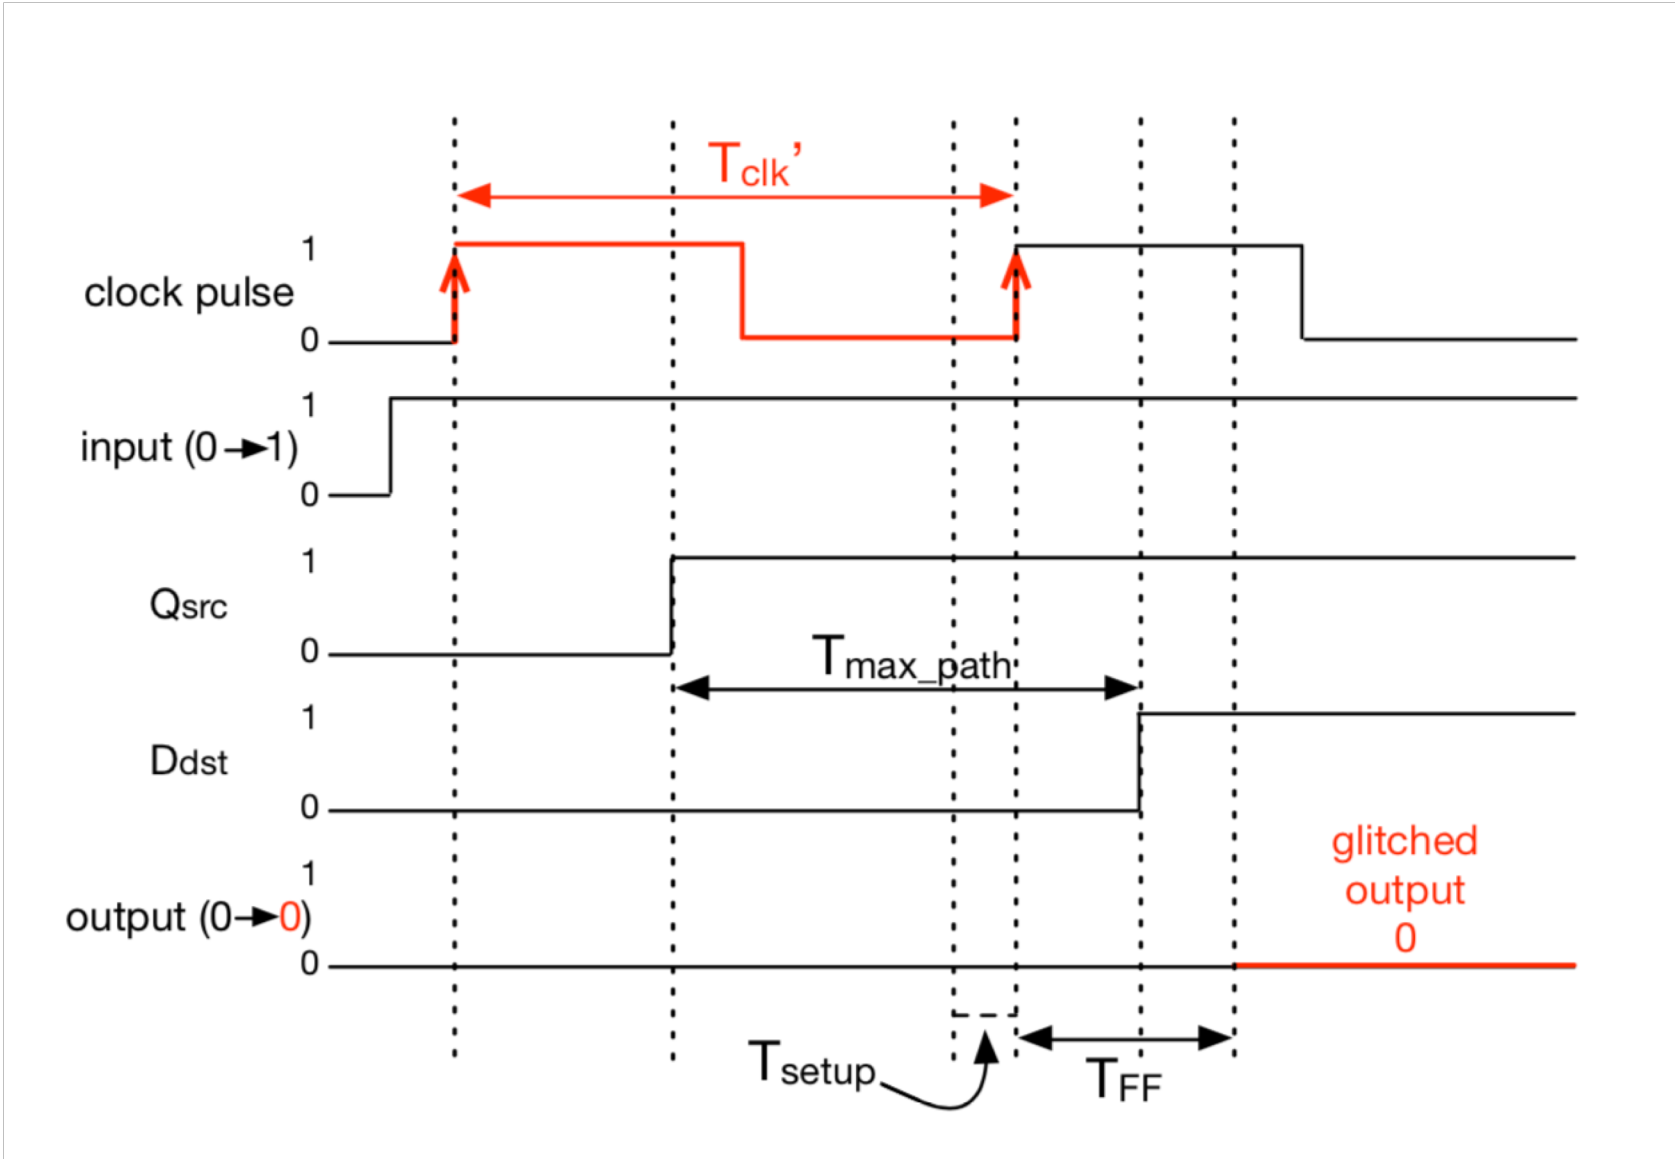 Tclk’
1
clock pulse
0
1
input (0→1)
0
1
Qsrc
0
Tmax_path
1
Ddst
0
glitched
output
0
1
output (0→0)
0
Tsetup
TFF